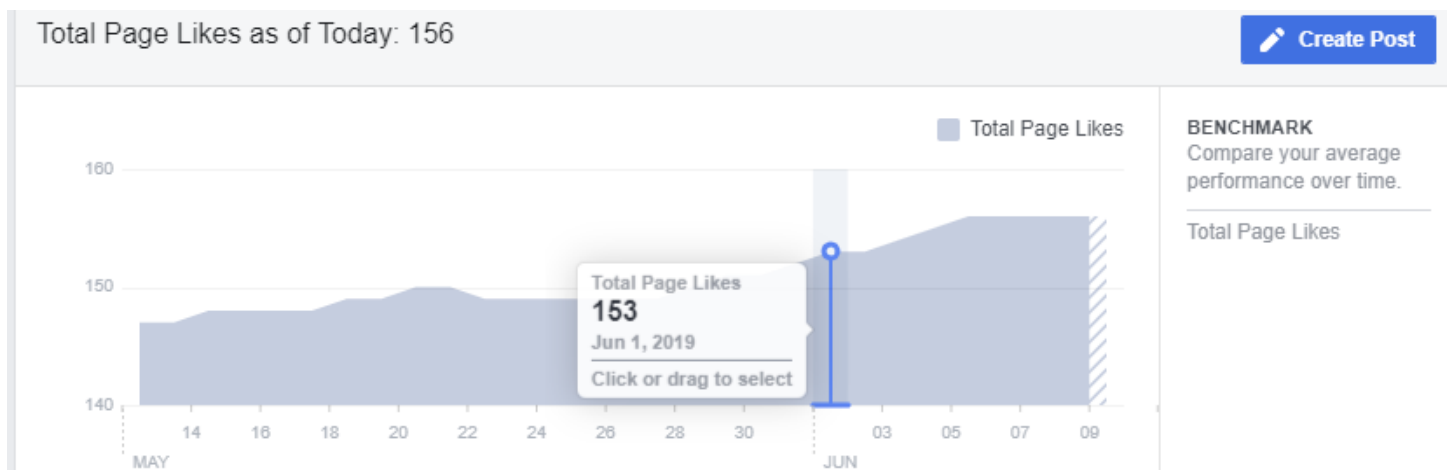 Total Page Likes as of Today: 156
Create Post
Total Page Likes
BENCHMARK
Compare your average
performance over time.
Total Page Likes
160
150
140
Total Page Likes
153
Jun 1, 2019
Click or drag to select
14 16 18 20 22 24 26 28 30 03 05 07 09
MAY JUN